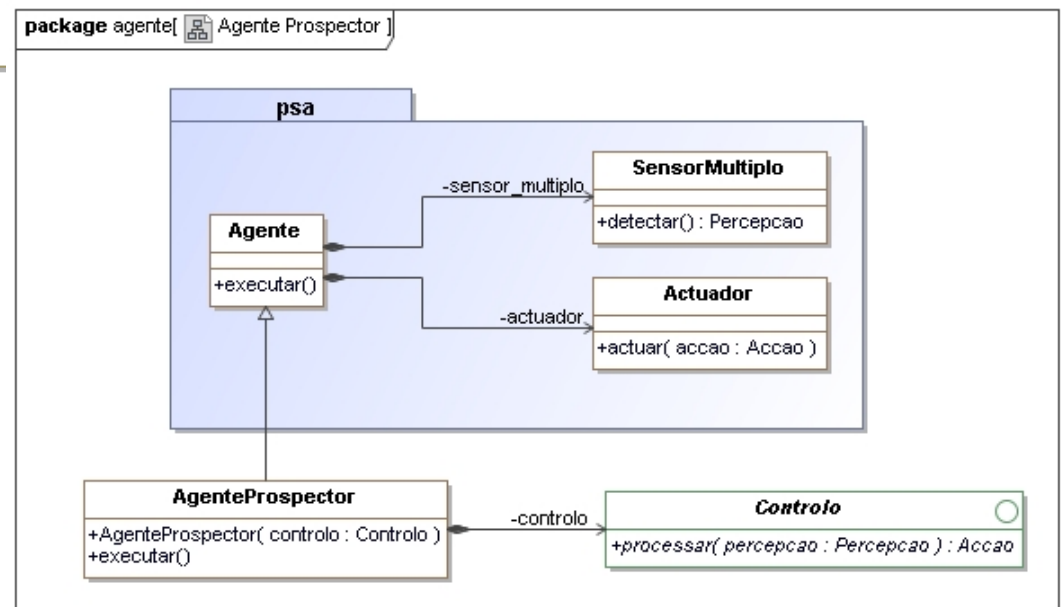 package agente[ Agente Prospector ]
psa
SensorMultiplo
-sensor_multiplo
+detectar() : Percepcao
Agente
+executar()
Actuador
-actuador
+actuar( accao : Accao )
AgenteProspector
+AgenteProspector( controlo : Controlo )
+executar()
-controlo
Controlo
+processar( percepcao : Percepcao ) : Accao